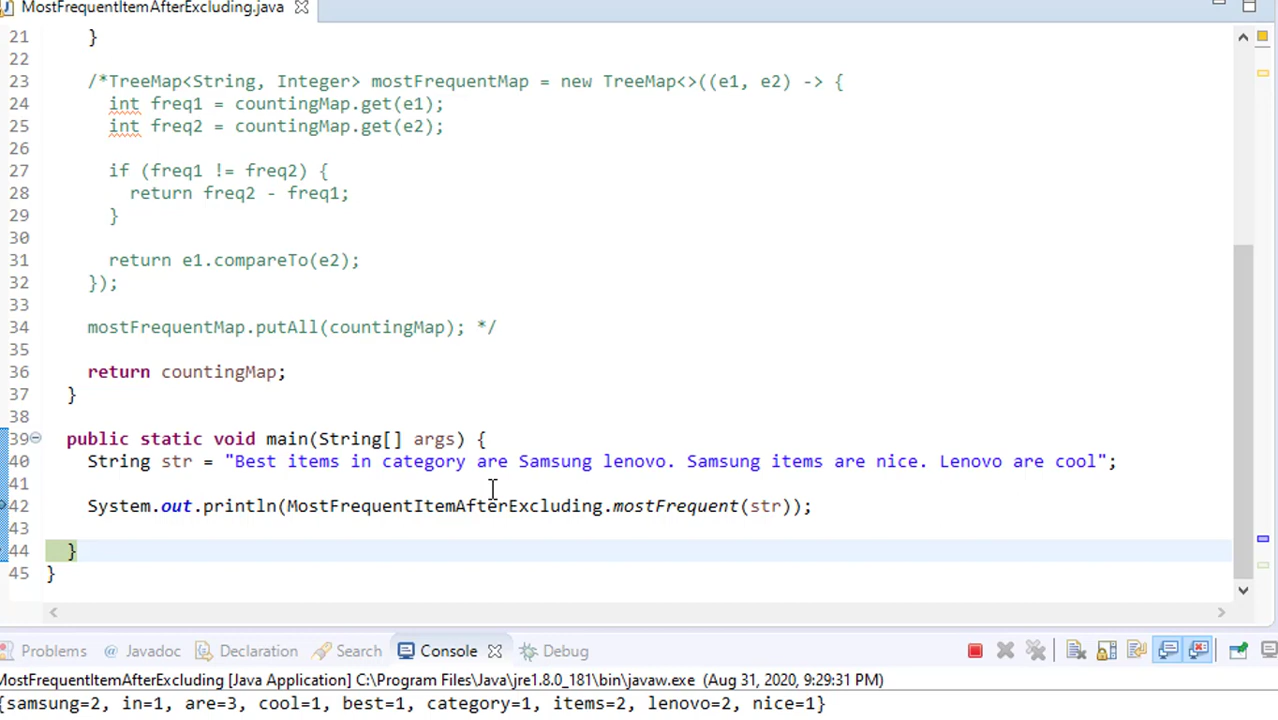 MostFrequentItemAfterExcluding.java
21 }
22
23 /*TreeMap<String, Integer> mostFrequentMap = new TreeMap<>((e1, e2) -> {
24 int freq1 = countingMap.get(e1);
25 int freq2 = countingMap.get(e2);
26
27 if (freq1 != freq2) {
28 return freq2 - freq1;
29 }
30
31 return e1.compareTo(e2);
32 });
33
34 mostFrequentMap.putAll(countingMap); */
35
36 return countingMap;
37 }
38
39 public static void main(String[] args) {
40 String str = "Best items in category are Samsung lenovo. Samsung items are nice. Lenovo are cool";
41
42 System.out.println(MostFrequentItemAfterExcluding.mostFrequent(str));
43
44 }
45 }
Problems @ Javadoc Declaration Search Console Debug
MostFrequentItemAfterExcluding [Java Application] C:\Program Files\Java\jre1.8.0_181\bin\javaw.exe (Aug 31, 2020, 9:29:31 PM)
{samsung=2, in=1, are=3, cool=1, best=1, category=1, items=2, lenovo=2, nice=1}